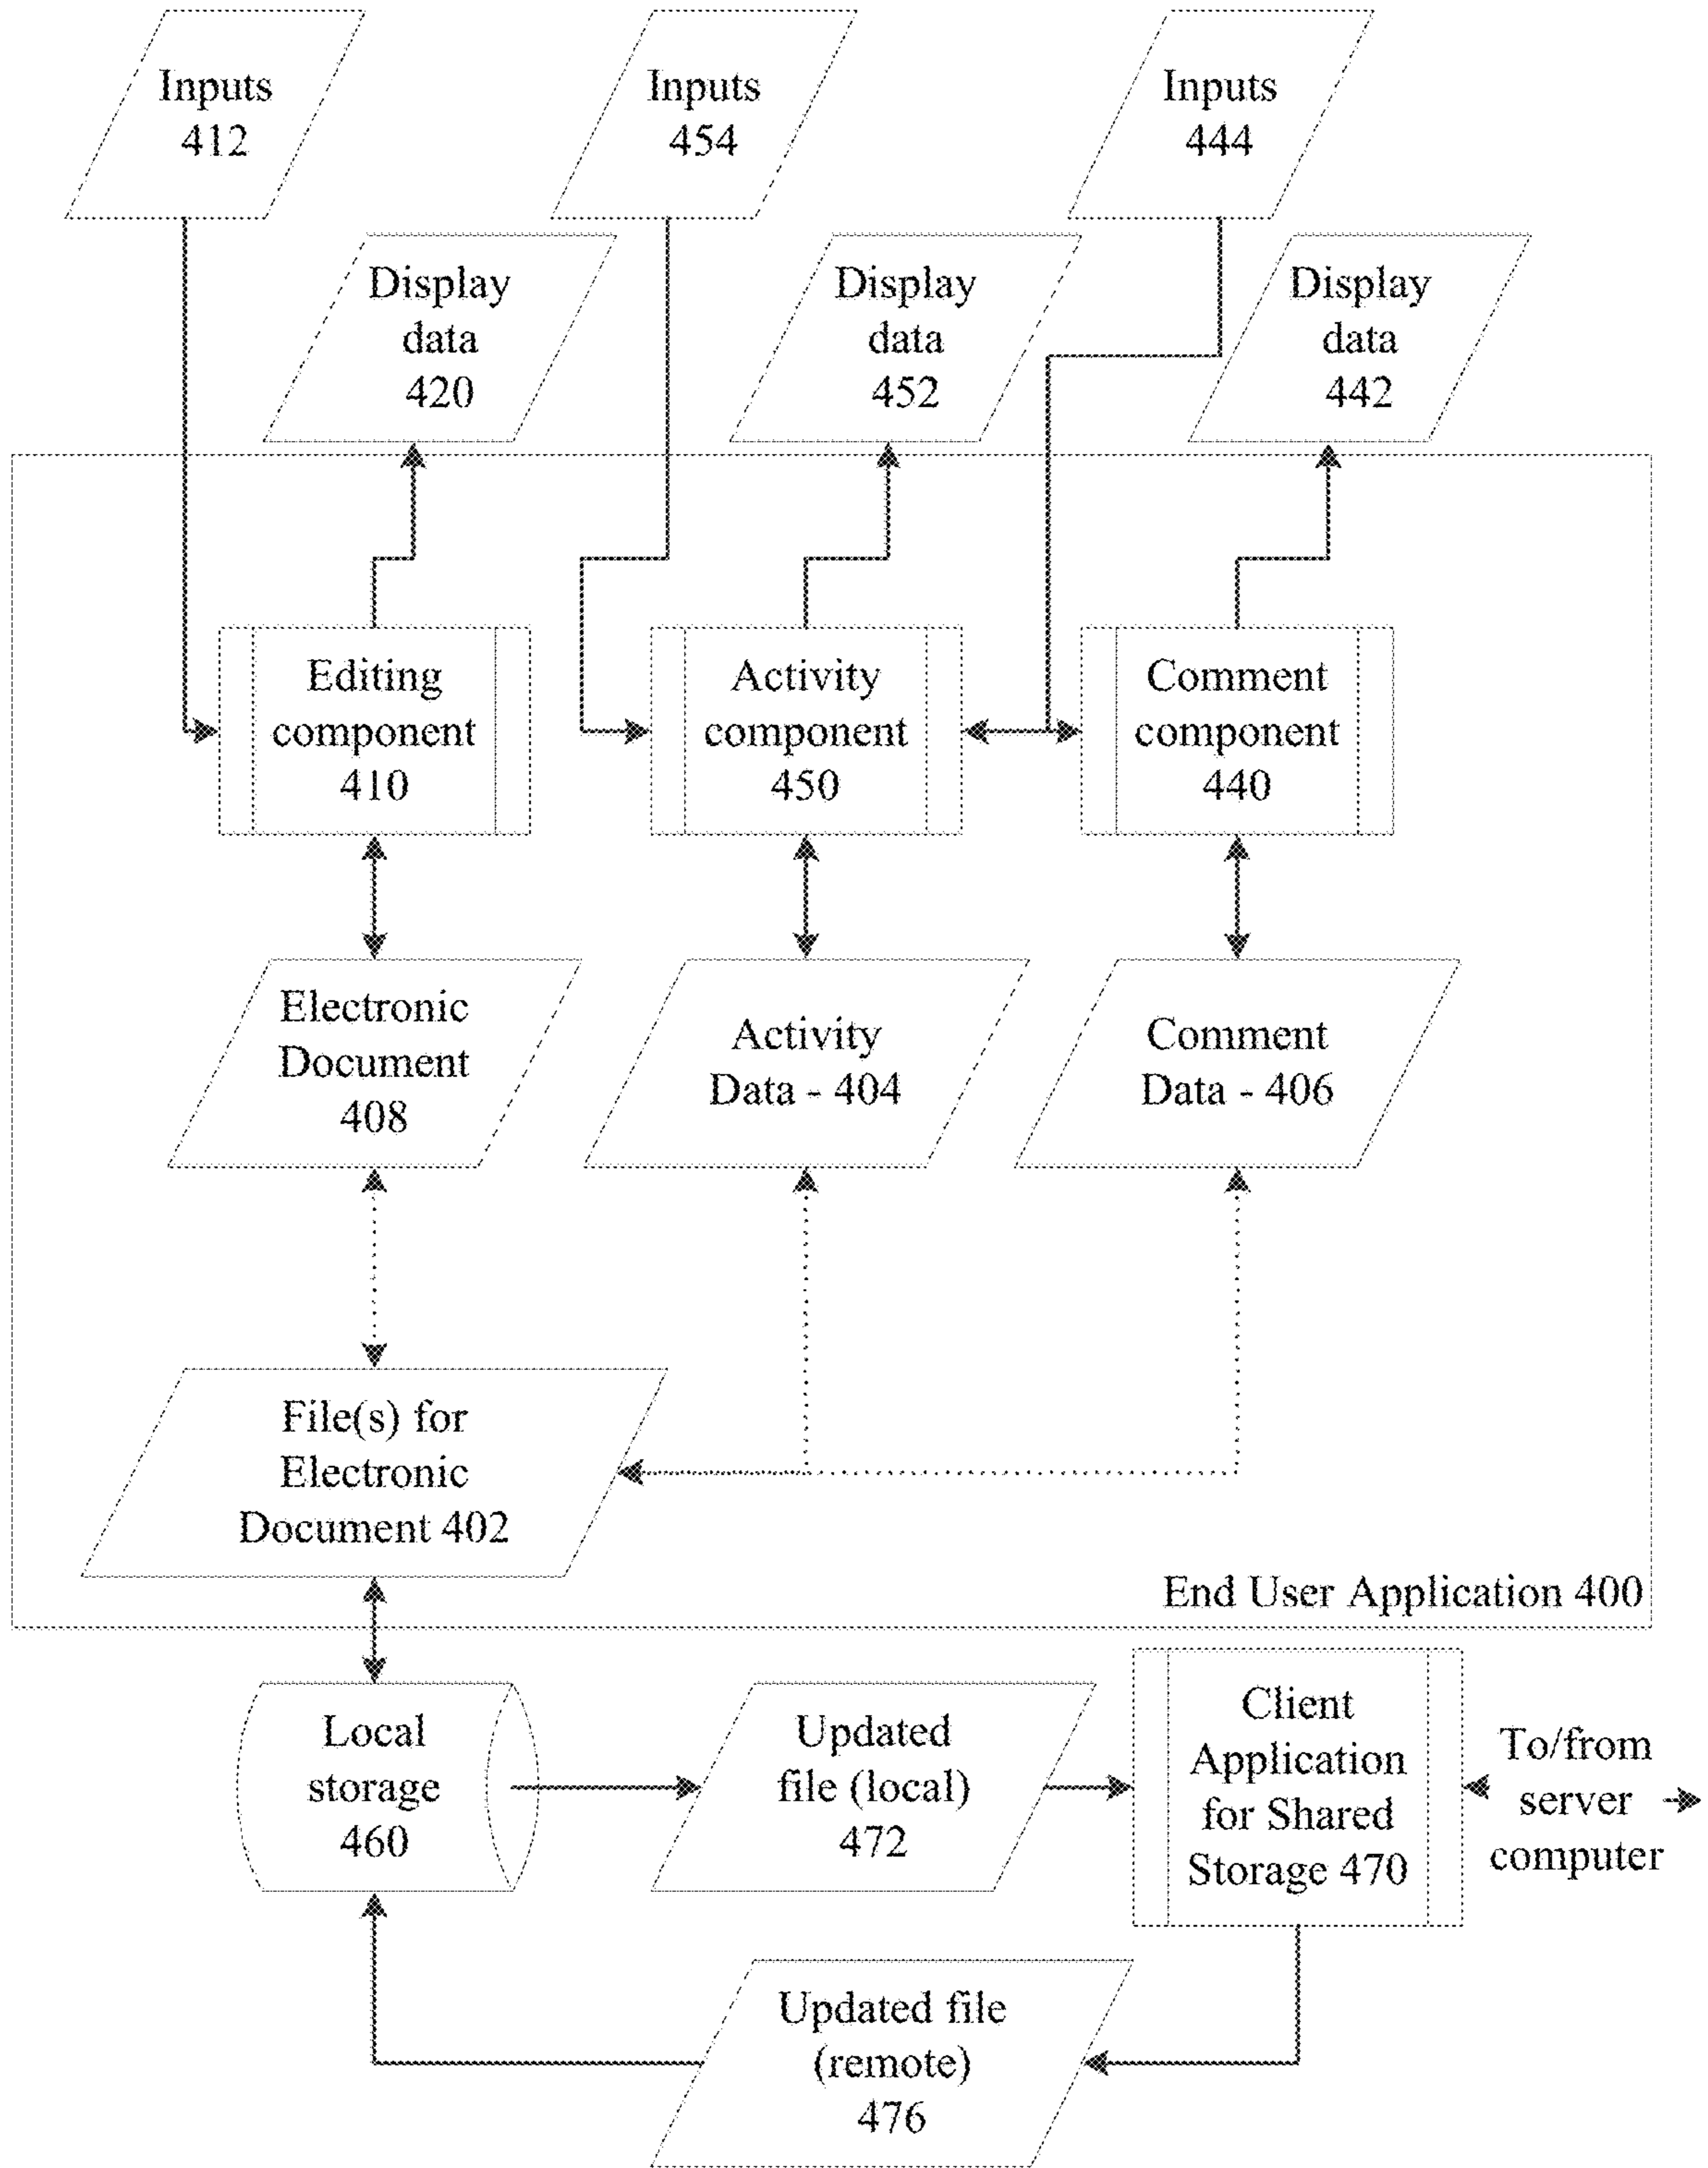 Inputs
412
Inputs
454
Inputs
444
Display
data
420
Display
data
452
Display
data
442
Editing
component
410
Activity
component
450
Comment
component
440
Electronic
Document
408
Activity
Data - 404
Comment
Data - 406
File(s) for
Electronic
Document 402
End User Application 400
Local
storage
460
Updated
file (local)
472
Client
Application
for Shared
Storage 470
To/from
server
computer
Updated file
(remote)
476